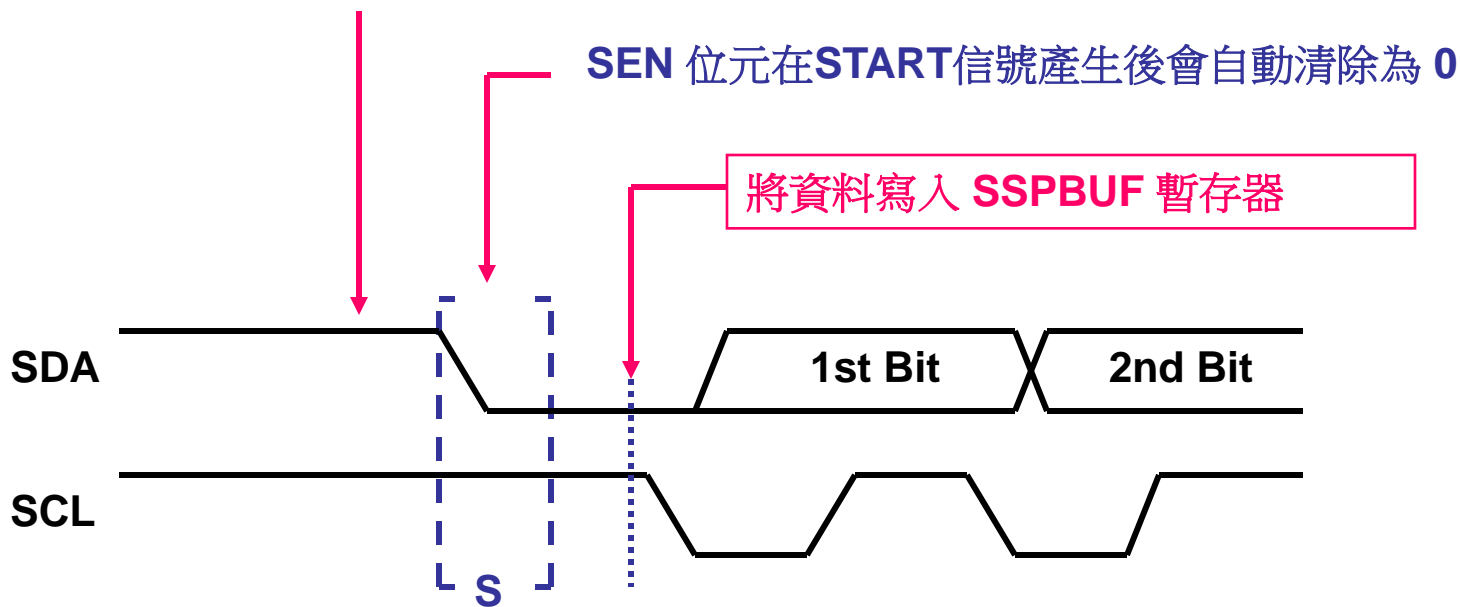 SEN 位元在START信號產生後會自動清除為 0
將資料寫入 SSPBUF 暫存器
SDA
1st Bit
2nd Bit
SCL
S